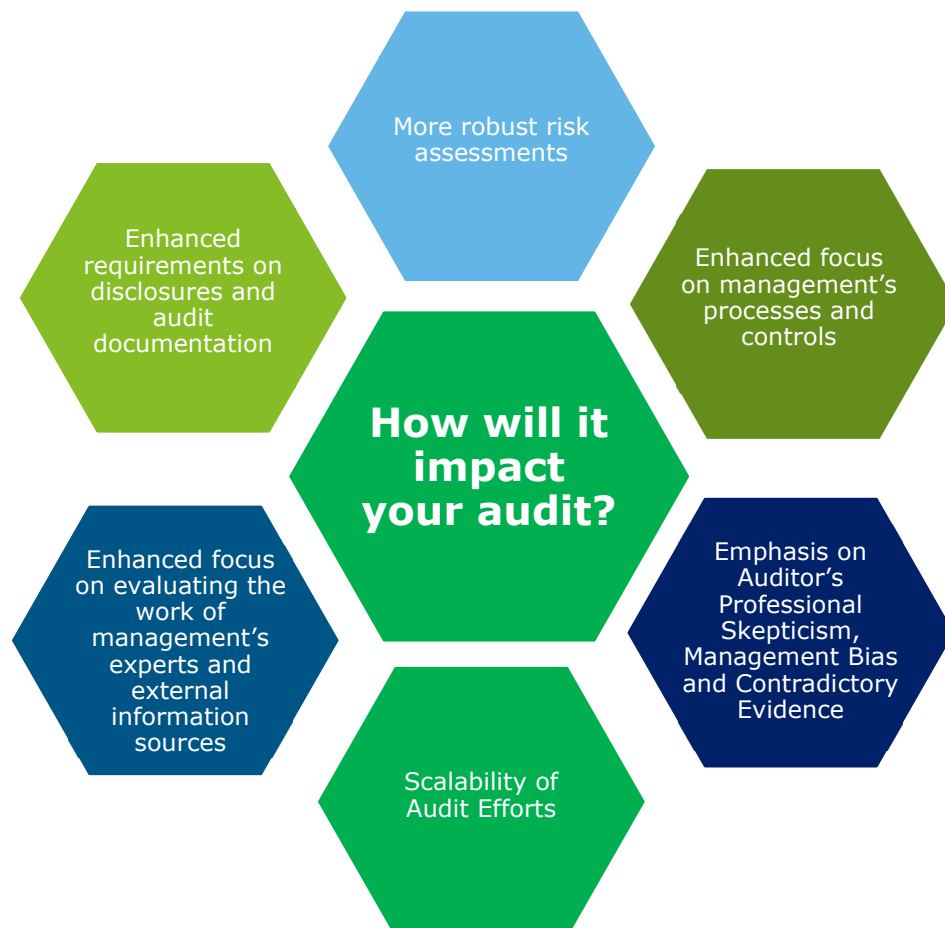 More robust risk
assessments
Enhanced
requirements on
disclosures and
audit
documentation
Enhanced focus
on management’s
processes and
controls
How will it
impact
your audit?
Enhanced focus
on evaluating the
work of
management’s
experts and
external
information
sources
Emphasis on
Auditor’s
Professional
Skepticism,
Management Bias
and Contradictory
Evidence
Scalability of
Audit Efforts